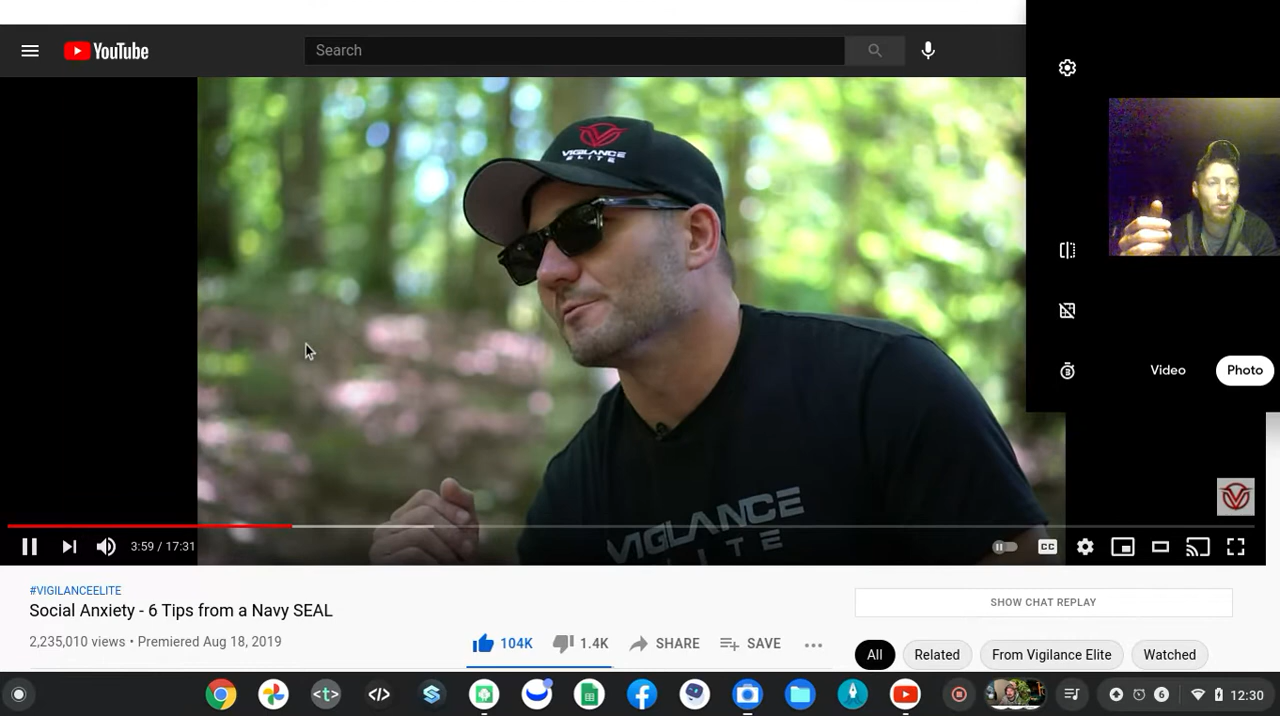 YouTube
Search
VIGILANCE
ELITE
VIGILANCE
ELITE
3:59 / 17:31
CC
Video
Photo
#VIGILANCEELITE
Social Anxiety - 6 Tips from a Navy SEAL
2,235,010 views • Premiered Aug 18, 2019
104K
1.4K
SHARE
SAVE
SHOW CHAT REPLAY
All
Related
From Vigilance Elite
Watched
6
12:30